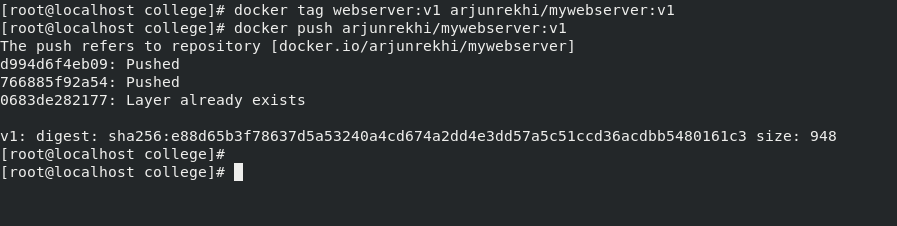 [root@localhost college]# docker tag webserver:v1 arjunrekhi/mywebserver:v1
[root@localhost college]# docker push arjunrekhi/mywebserver:v1
The push refers to repository [docker.io/arjunrekhi/mywebserver]
d994d6f4eb09: Pushed
766885f92a54: Pushed
0683de282177: Layer already exists
v1: digest: sha256:e88d65b3f78637d5a53240a4cd674a2dd4e3dd57a5c51ccd36acdbb5480161c3 size: 948
[root@localhost college]#
[root@localhost college]#